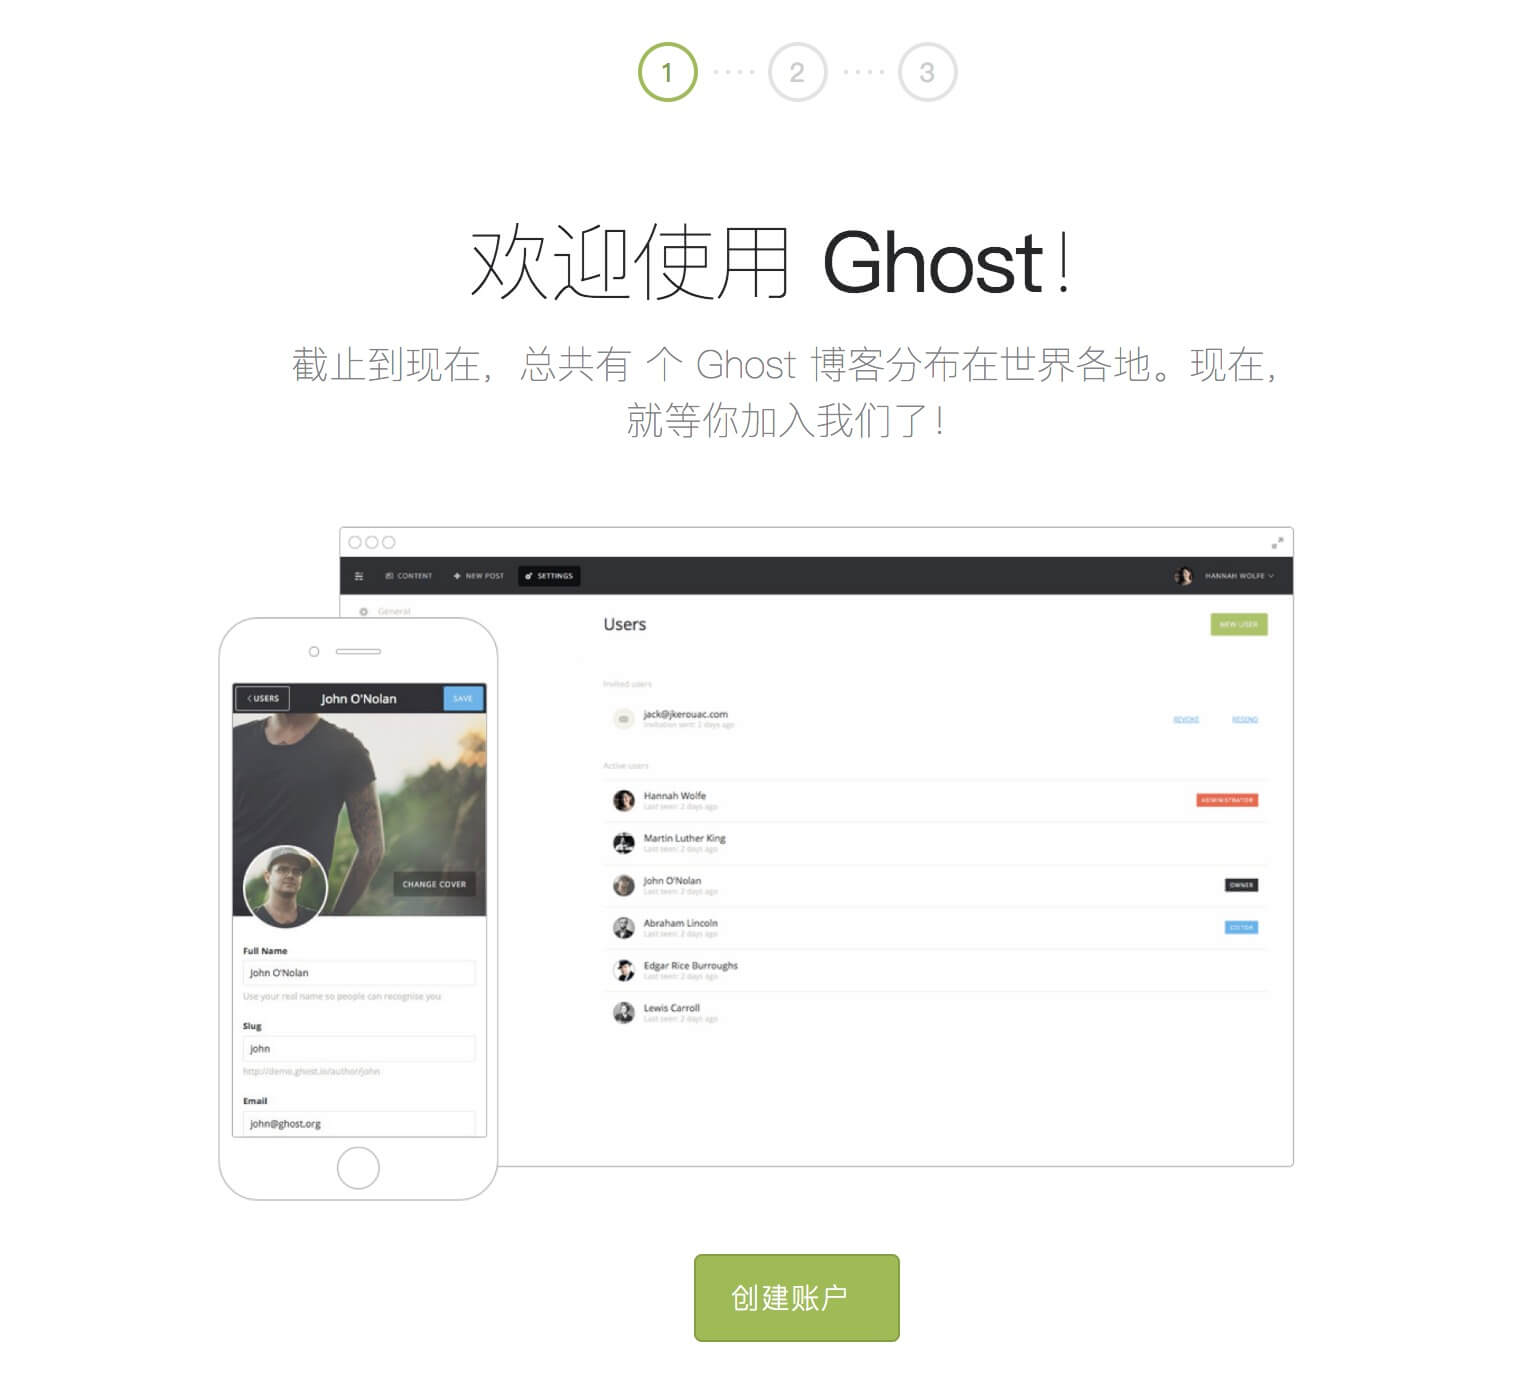 1 2 3
欢迎使用 Ghost！
截止到现在，总共有 个 Ghost 博客分布在世界各地。现在，
就等你加入我们了！
CONTENT NEW POST SETTINGS HANNAH WOLFE
General
Users NEW USER
Invited users
jack@jkerouac.com
Invitation sent: 2 days ago
REVOKE RESEND
Active users
Hannah Wolfe
Last seen: 2 days ago
ADMINISTRATOR
Martin Luther King
Last seen: 2 days ago
John O'Nolan
Last seen: 2 days ago
OWNER
Abraham Lincoln
Last seen: 2 days ago
EDITOR
Edgar Rice Burroughs
Last seen: 2 days ago
Lewis Carroll
Last seen: 2 days ago
USERS John O'Nolan SAVE
CHANGE COVER
Full Name
John O'Nolan
Use your real name so people can recognise you
Slug
john
http://demo.ghost.io/author/john
Email
john@ghost.org
创建账户